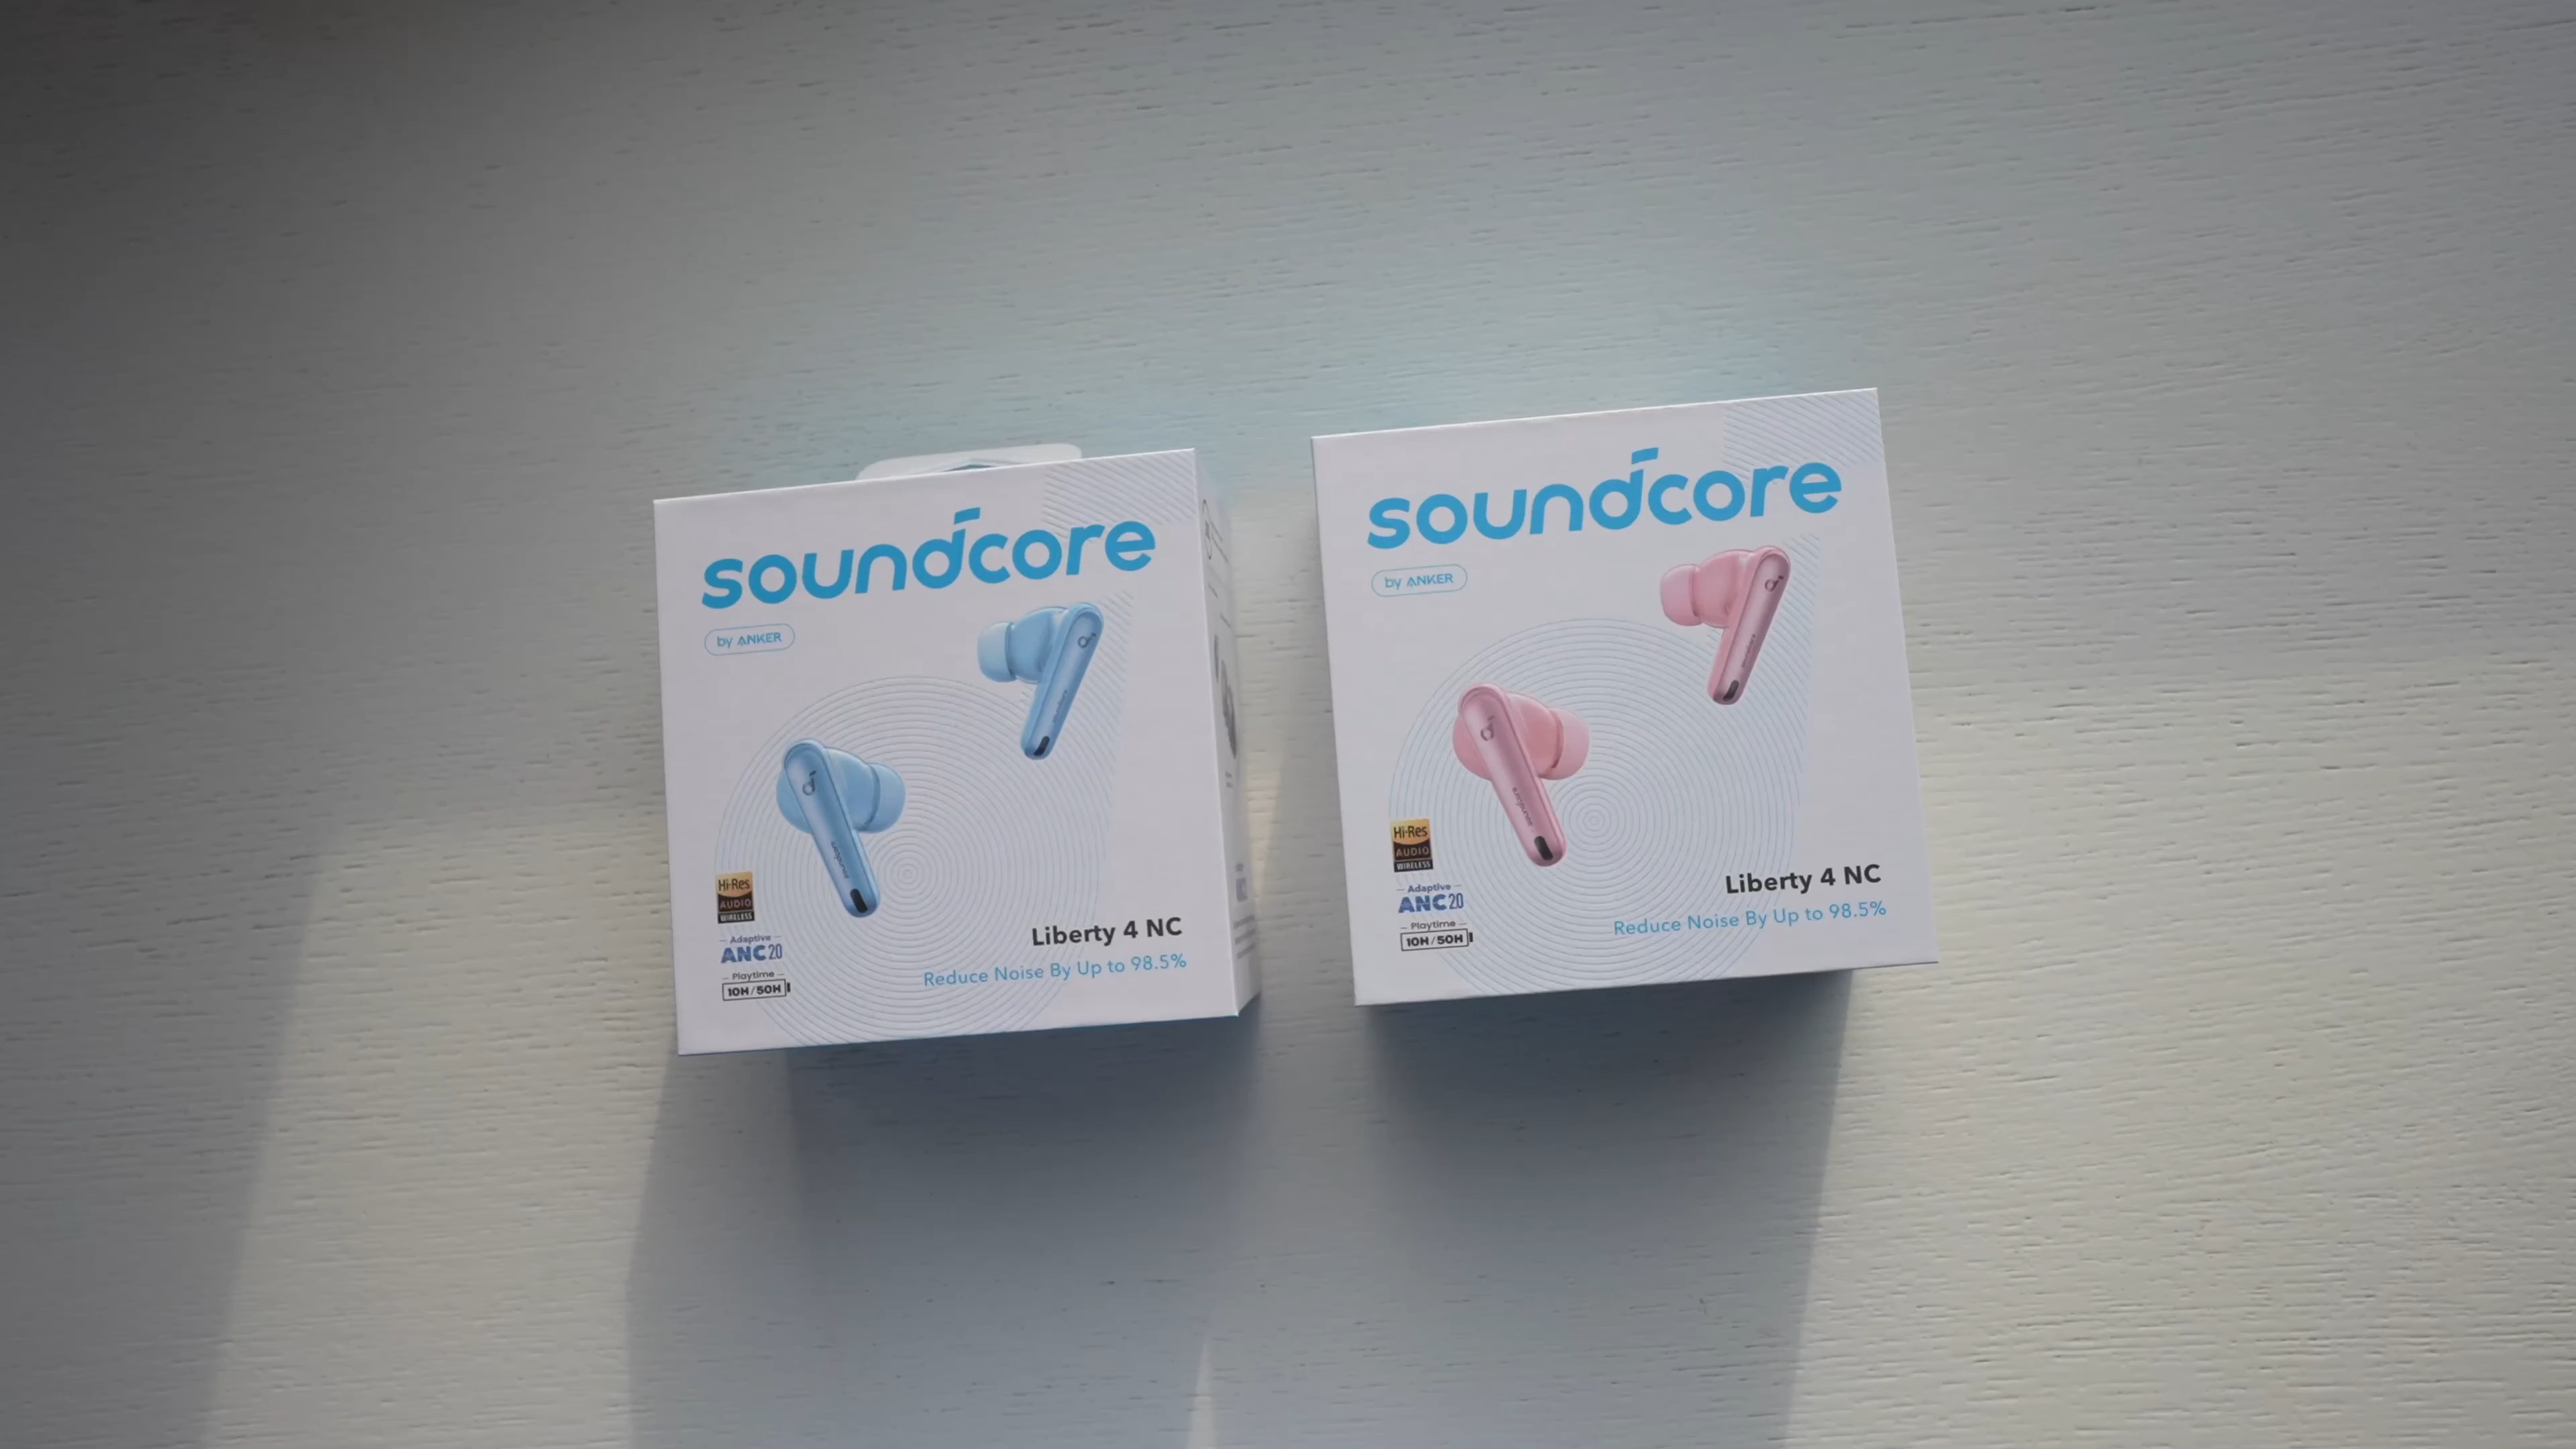 soundcore
by ANKER
Hi-Res
AUDIO
WIRELESS
Adaptive
ANC 2.0
Playtime
10H/50H
Liberty 4 NC
Reduce Noise By Up to 98.5%
soundcore
by ANKER
Hi-Res
AUDIO
WIRELESS
Adaptive
ANC 2.0
Playtime
10H/50H
Liberty 4 NC
Reduce Noise By Up to 98.5%